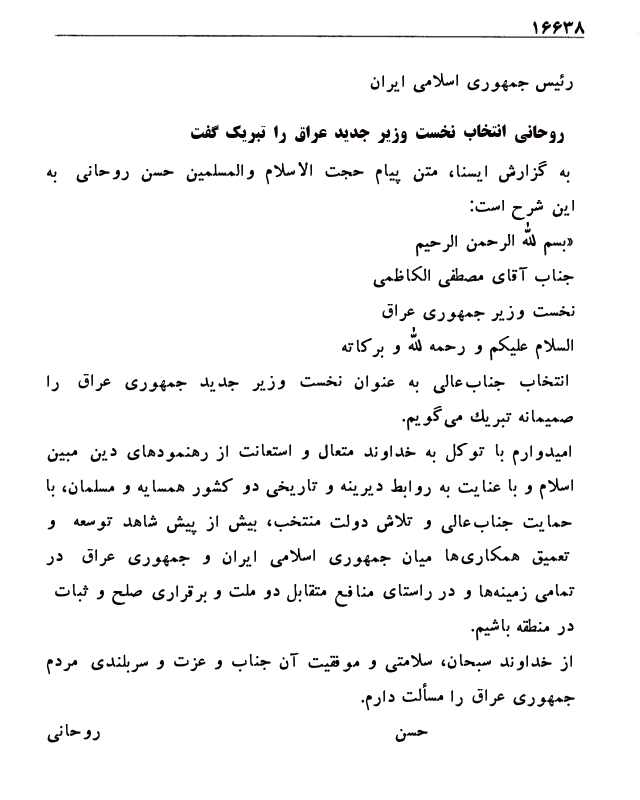 ۱۶۶۳۸
رئیس جمهوری اسلامی ایران
روحانی انتخاب نخست وزیر جدید عراق را تبریک گفت
به گزارش ایسنا، متن پیام حجت الاسلام والمسلمین حسن روحانی به
این شرح است:
«بسم لله الرحمن الرحیم
جناب آقای مصطفی الکاظمی
نخست وزیر جمهوری عراق
السلام علیکم و رحمه لله و برکاته
انتخاب جناب‌عالی به عنوان نخست وزیر جدید جمهوری عراق را
صمیمانه تبریك می‌گویم.
امیدوارم با توکل به خداوند متعال و استعانت از رهنمودهای دین مبین
اسلام و با عنایت به روابط دیرینه و تاریخی دو کشور همسایه و مسلمان، با
حمایت جناب‌عالی و تلاش دولت منتخب، بیش از پیش شاهد توسعه و
تعمیق همکاری‌ها میان جمهوری اسلامی ایران و جمهوری عراق در
تمامی زمینه‌ها و در راستای منافع متقابل دو ملت و برقراری صلح و ثبات
در منطقه باشیم.
از خداوند سبحان، سلامتی و موفقیت آن جناب و عزت و سربلندی مردم
جمهوری عراق را مسألت دارم.
حسن روحانی